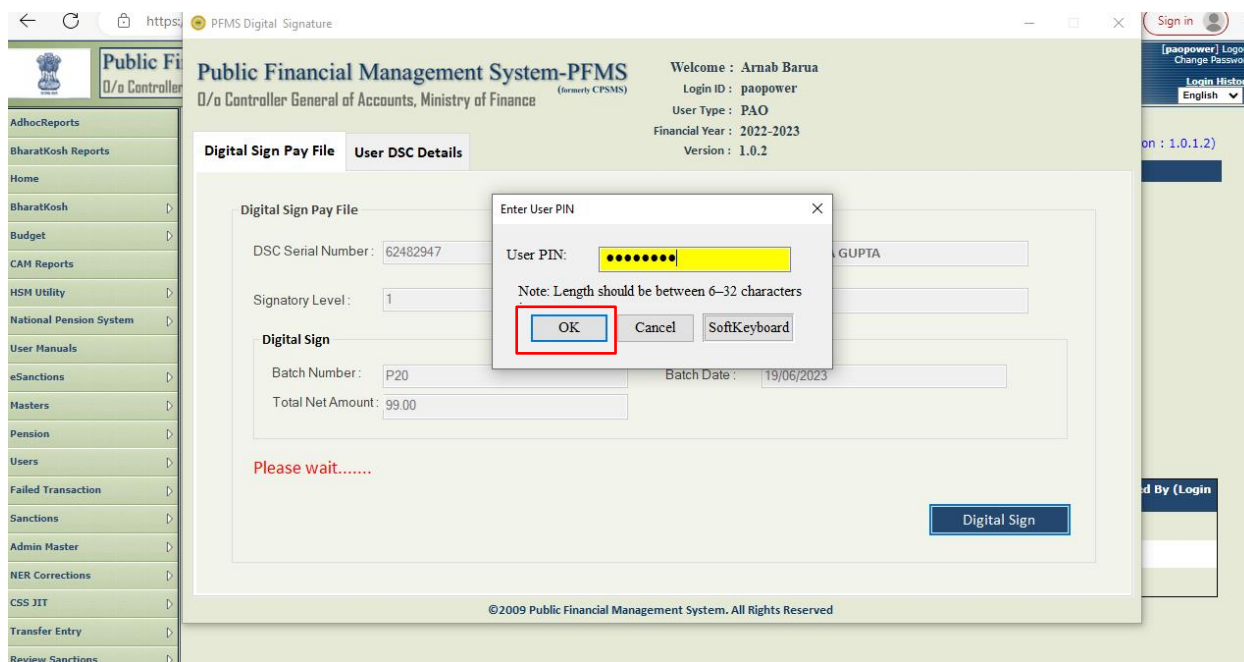 https:
PFMS Digital Signature
Sign in
Public Fi
O/o Controller
[paopower] Logo
Change Passwo
Login Histo
English
on : 1.0.1.2)
AdhocReports
BharatKosh Reports
Home
BharatKosh
Budget
CAM Reports
HSM Utility
National Pension System
User Manuals
eSanctions
Masters
Pension
Users
Failed Transaction
Sanctions
Admin Master
NER Corrections
CSS JIT
Transfer Entry
Review Sanctions
Public Financial Management System-PFMS
(formerly CPSMS)
O/o Controller General of Accounts, Ministry of Finance
Welcome : Arnab Barua
Login ID : paopower
User Type : PAO
Financial Year : 2022-2023
Version : 1.0.2
Digital Sign Pay File User DSC Details
Digital Sign Pay File
DSC Serial Number : 62482947
GUPTA
Signatory Level : 1
Enter User PIN
User PIN:
Note: Length should be between 6–32 characters
OK Cancel SoftKeyboard
Digital Sign
Batch Number : P20 Batch Date : 19/06/2023
Total Net Amount : 99.00
Please wait.......
Digital Sign
©2009 Public Financial Management System. All Rights Reserved
d By (Login